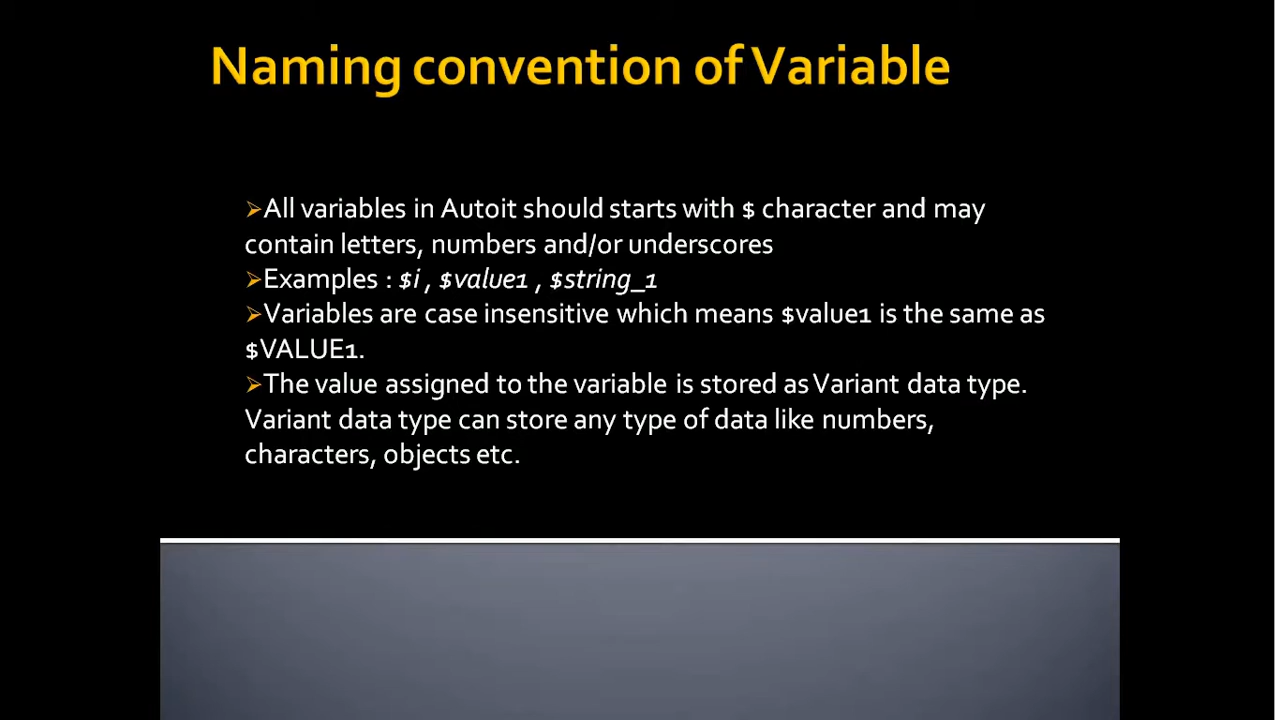 Naming convention of Variable
➢All variables in Autoit should starts with $ character and may
contain letters, numbers and/or underscores
➢Examples : $i , $value1 , $string_1
➢Variables are case insensitive which means $value1 is the same as
$VALUE1.
➢The value assigned to the variable is stored as Variant data type.
Variant data type can store any type of data like numbers,
characters, objects etc.